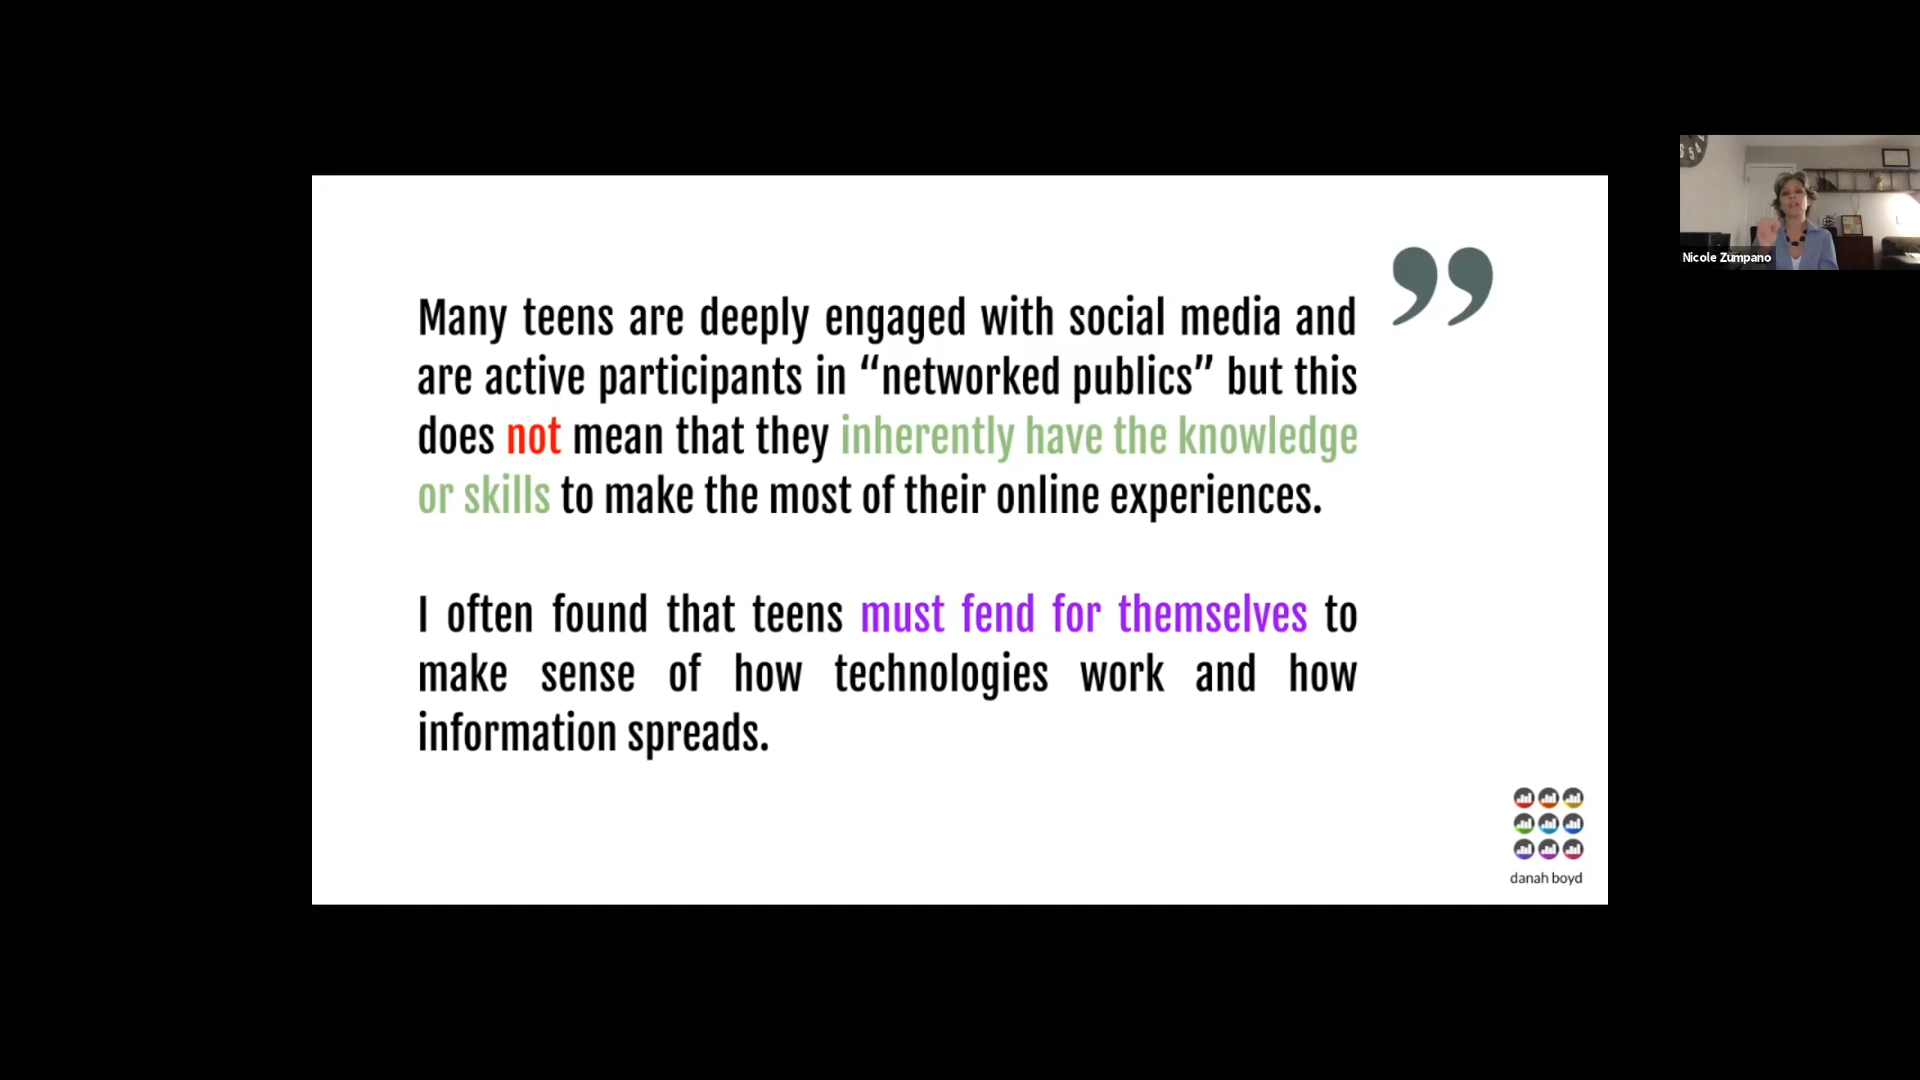 Many teens are deeply engaged with social media and
are active participants in “networked publics” but this
does not mean that they inherently have the knowledge
or skills to make the most of their online experiences.
I often found that teens must fend for themselves to
make sense of how technologies work and how
information spreads.
danah boyd
Nicole Zumpano